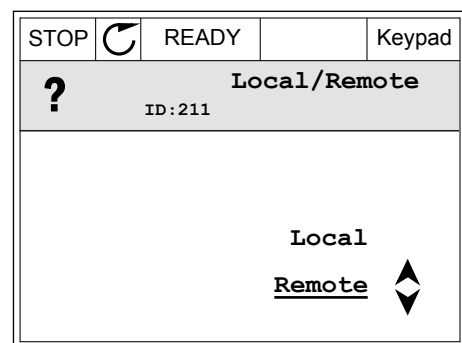 STOP READY Keypad
? Local/Remote
ID:211
Local
Remote